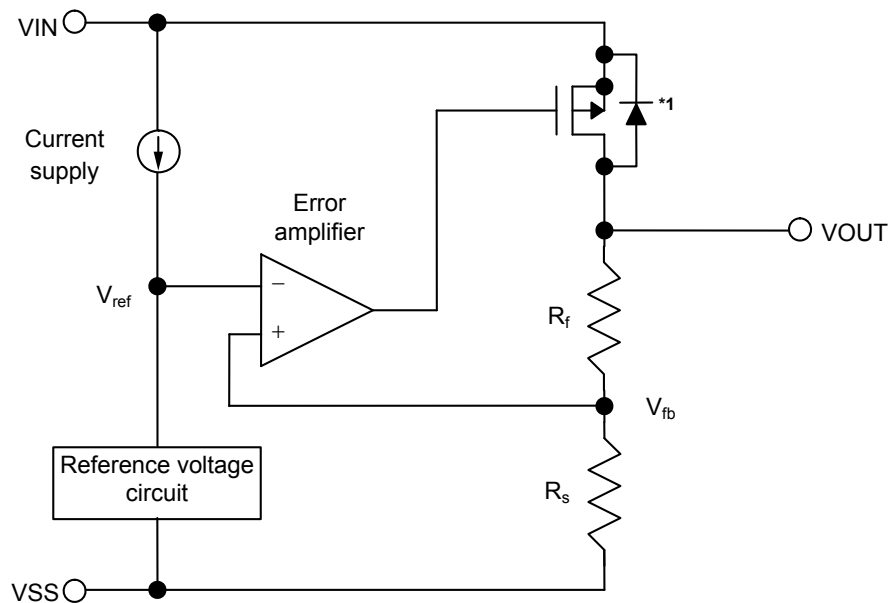 VIN
*1
Current
supply
Error
amplifier
VOUT
Vref
−
+
Rf
Vfb
Reference voltage
circuit
Rs
VSS